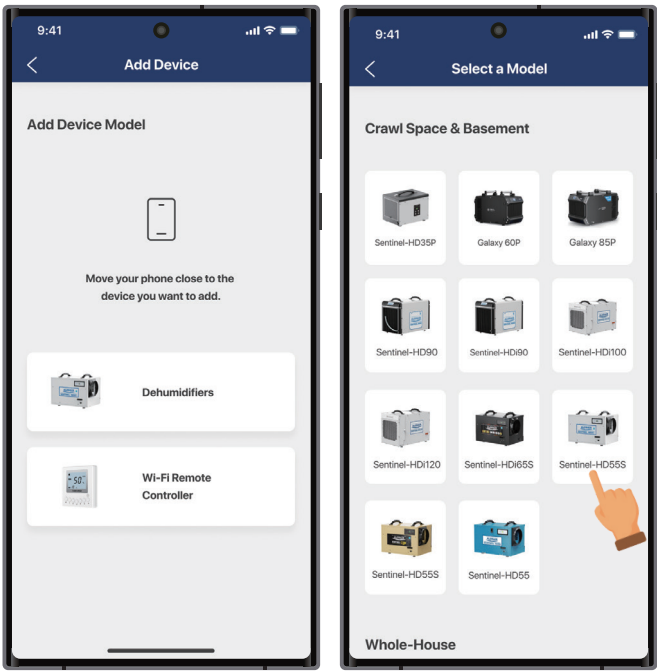 9:41
Add Device
Add Device Model
Move your phone close to the
device you want to add.
Dehumidifiers
50
Wi-Fi Remote
Controller
9:41
Select a Model
Crawl Space & Basement
Sentinel-HD35P
Galaxy 60P
Galaxy 85P
Sentinel-HD90
Sentinel-HDi90
Sentinel-HDi100
Sentinel-HDi120
Sentinel-HDi65S
Sentinel-HD55S
Sentinel-HD55S
Sentinel-HD55
Whole-House